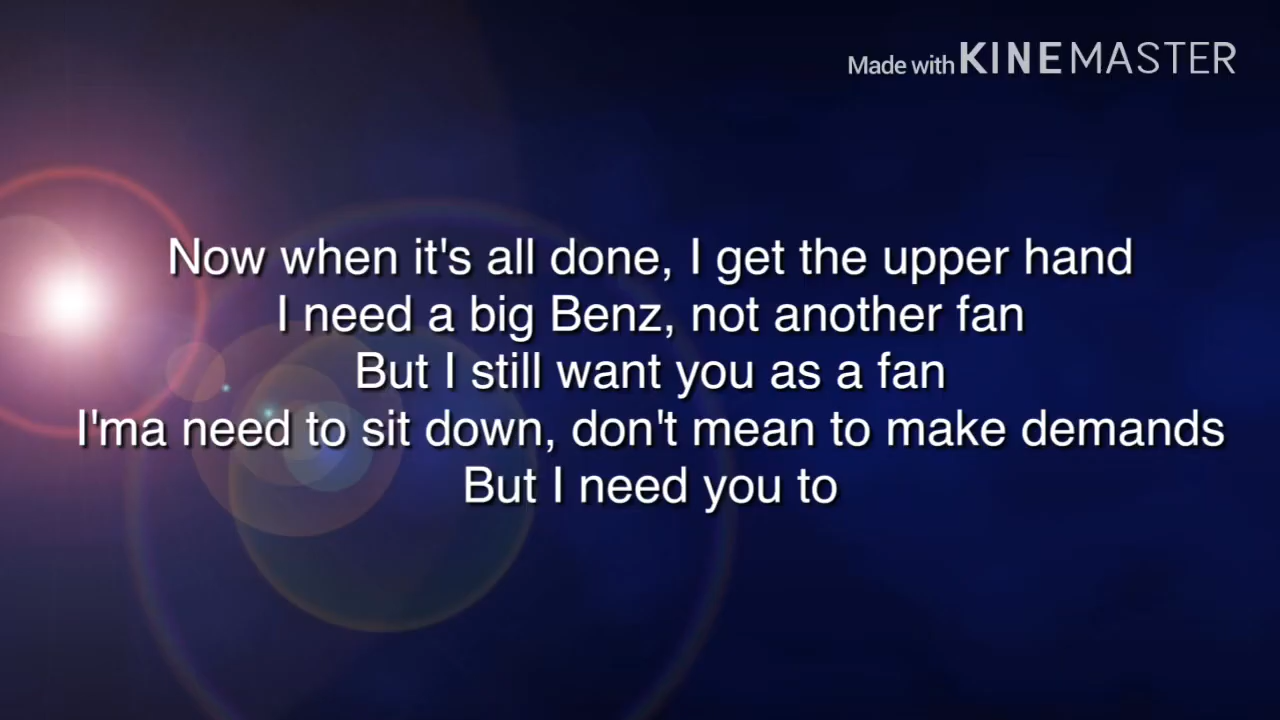 Made with KINEMASTER
Now when it's all done, I get the upper hand
I need a big Benz, not another fan
But I still want you as a fan
I'ma need to sit down, don't mean to make demands
But I need you to